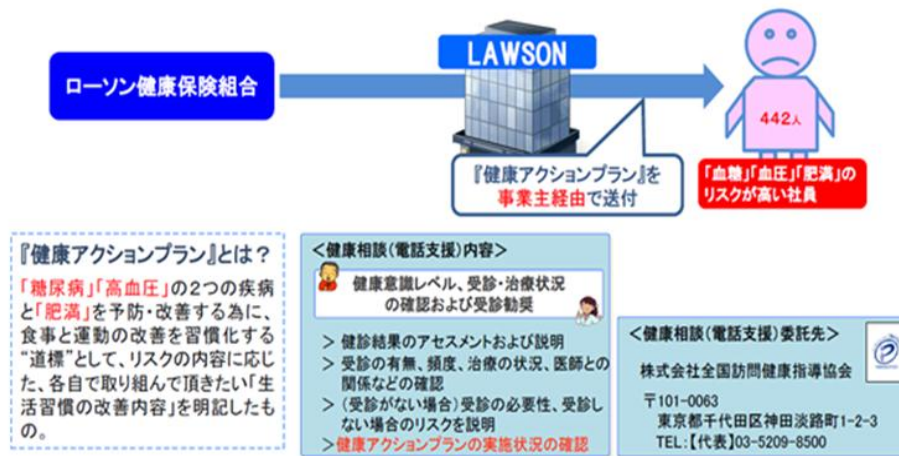 LAWSON
ローソン健康保険組合
442人
『健康アクションプラン』を
事業主経由で送付
「血糖」「血圧」「肥満」の
リスクが高い社員
『健康アクションプラン』とは？
「糖尿病」「高血圧」の2つの疾病
と「肥満」を予防・改善する為に、
食事と運動の改善を習慣化する
“道標”として、リスクの内容に応じ
た、各自で取り組んで頂きたい「生
活習慣の改善内容」を明記したも
の。
＜健康相談（電話支援）内容＞
健康意識レベル、受診・治療状況
の確認および受診勧奨
＞ 健診結果のアセスメントおよび説明
＞ 受診の有無、頻度、治療の状況、医師との
関係などの確認
＞ （受診がない場合）受診の必要性、受診し
ない場合のリスクを説明
＞健康アクションプランの実施状況の確認
＜健康相談（電話支援）委託先＞
株式会社全国訪問健康指導協会
〒101-0063
東京都千代田区神田淡路町1-2-3
TEL：【代表】03-5209-8500